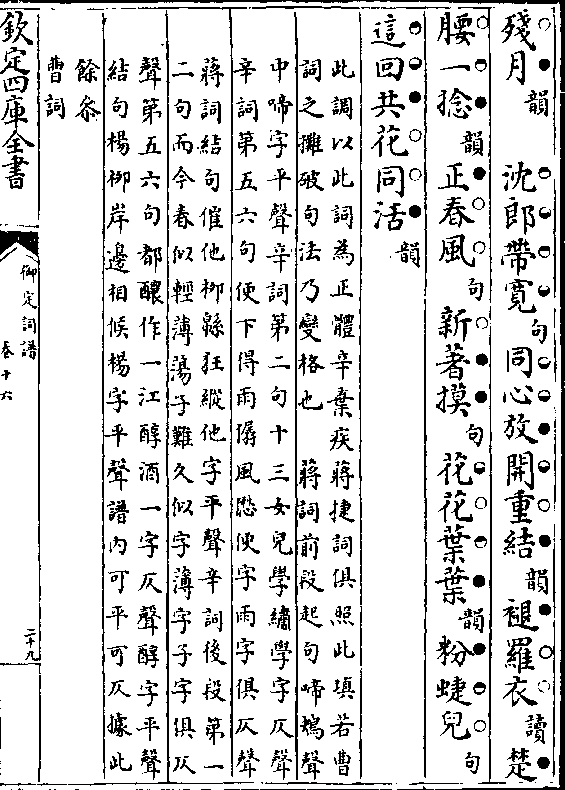 殘月韻　沈郎帶寬句同心放開重結韻褪羅衣讀楚
腰一捻韻正春風句新著摸句花花葉葉韻粉蜨兒句
這回共花同活韻
此調以此詞為正體辛棄疾蔣捷詞俱照此填若曹
詞之攤破句法乃變格也　蔣詞前段起句啼鴂聲
中啼字平聲辛詞第二句十三女兒學繡學字仄聲
辛詞第五六句便下得雨僝風僽便字雨字俱仄聲
蔣詞結句催他柳緜狂縱他字平聲辛詞後段第一
二句而今春似輕薄蕩子難久似字薄字子字俱仄
聲第五六句都釀作一江醇酒一字仄聲醇字平聲
結句楊柳岸邊相候楊字平聲譜内可平可仄據此
餘參
曹詞
欽定四庫全書
御定詞譜
卷十六
二十九